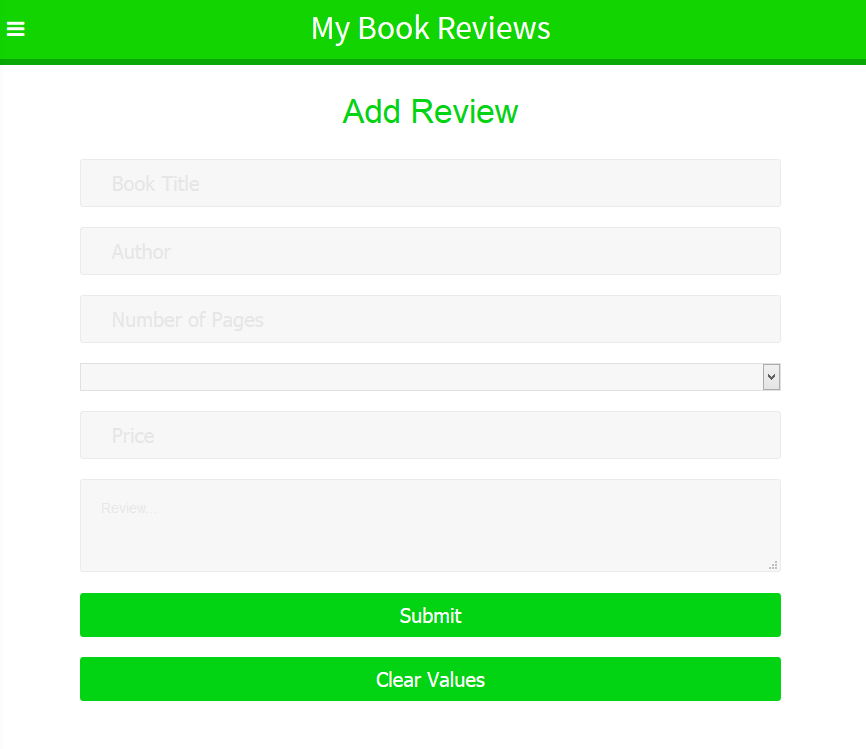 My Book Reviews
Add Review
Book Title
Author
Number of Pages
Price
Review...
Submit
Clear Values